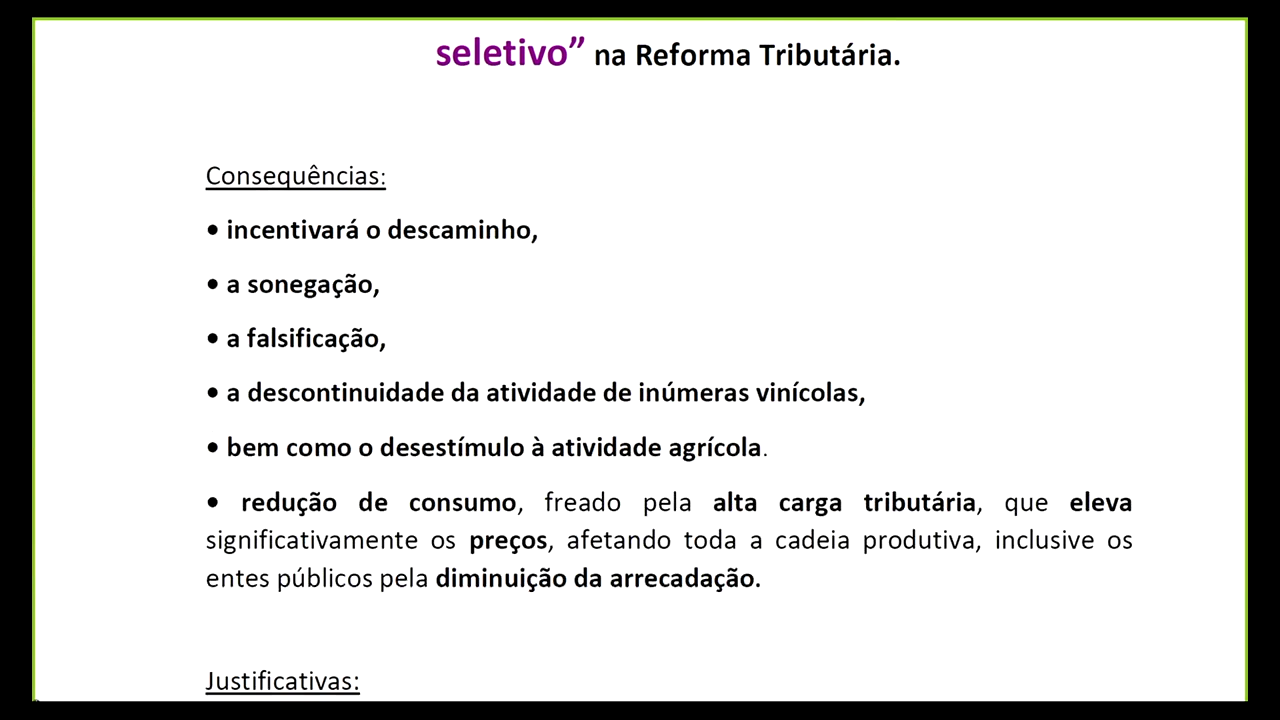 seletivo” na Reforma Tributária.
Consequências:
• incentivará o descaminho,
• a sonegação,
• a falsificação,
• a descontinuidade da atividade de inúmeras vinícolas,
• bem como o desestímulo à atividade agrícola.
• redução de consumo, freado pela alta carga tributária, que eleva
significativamente os preços, afetando toda a cadeia produtiva, inclusive os
entes públicos pela diminuição da arrecadação.
Justificativas: